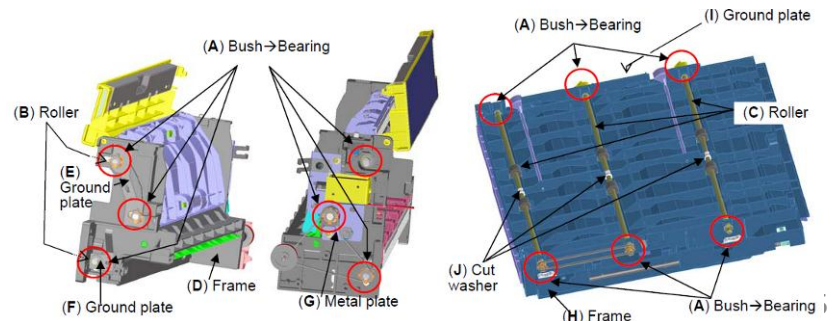 (A) Bush→Bearing
(B) Roller
(E)
Ground
plate
(F) Ground plate
(D) Frame
(G) Metal plate
(I) Ground plate
(A) Bush→Bearing
(C) Roller
(J) Cut
washer
(H) Frame
(A) Bush→Bearing